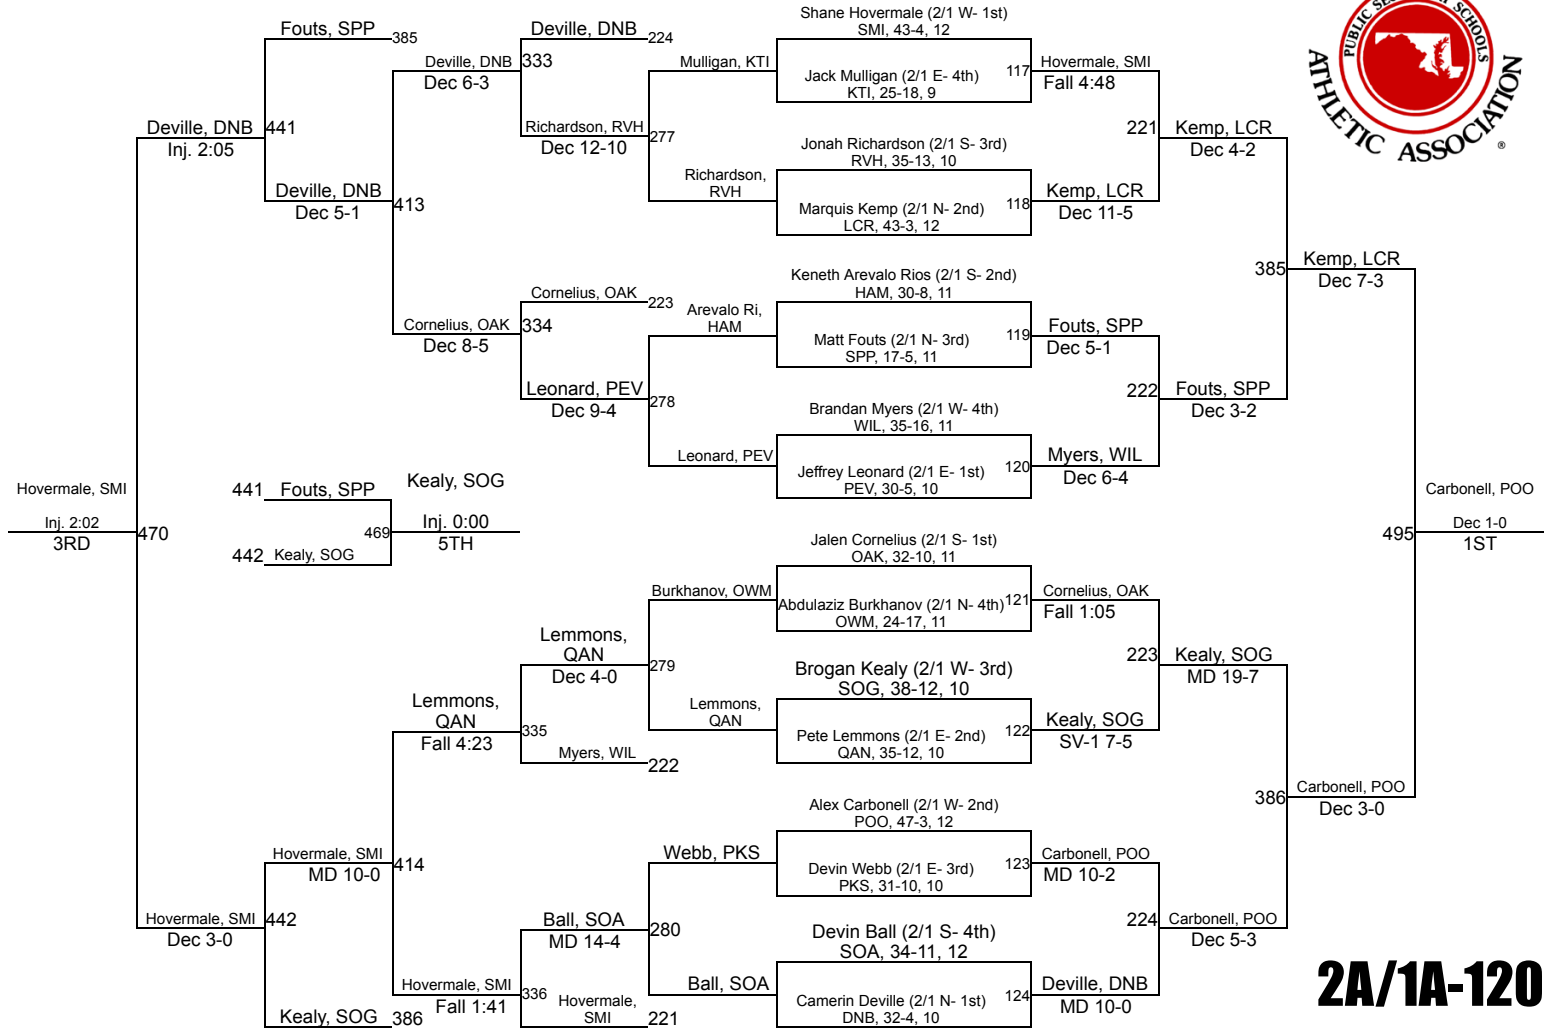 PUBLIC SECONDARY SCHOOLS
ATHLETIC ASSOCIATION
®
Shane Hovermale (2/1 W- 1st)
SMI, 43-4, 12
Jack Mulligan (2/1 E- 4th)
KTI, 25-18, 9
117
Jonah Richardson (2/1 S- 3rd)
RVH, 35-13, 10
Marquis Kemp (2/1 N- 2nd)
LCR, 43-3, 12
118
Keneth Arevalo Rios (2/1 S- 2nd)
HAM, 30-8, 11
Matt Fouts (2/1 N- 3rd)
SPP, 17-5, 11
119
Brandan Myers (2/1 W- 4th)
WIL, 35-16, 11
Jeffrey Leonard (2/1 E- 1st)
PEV, 30-5, 10
120
Jalen Cornelius (2/1 S- 1st)
OAK, 32-10, 11
Abdulaziz Burkhanov (2/1 N- 4th)
OWM, 24-17, 11
121
Brogan Kealy (2/1 W- 3rd)
SOG, 38-12, 10
Pete Lemmons (2/1 E- 2nd)
QAN, 35-12, 10
122
Alex Carbonell (2/1 W- 2nd)
POO, 47-3, 12
Devin Webb (2/1 E- 3rd)
PKS, 31-10, 10
123
Devin Ball (2/1 S- 4th)
SOA, 34-11, 12
Camerin Deville (2/1 N- 1st)
DNB, 32-4, 10
124
Hovermale, SMI
Fall 4:48
221
Kemp, LCR
Dec 11-5
Fouts, SPP
Dec 5-1
222
Myers, WIL
Dec 6-4
Cornelius, OAK
Fall 1:05
223
Kealy, SOG
SV-1 7-5
Carbonell, POO
MD 10-2
224
Deville, DNB
MD 10-0
Kemp, LCR
Dec 4-2
385
Fouts, SPP
Dec 3-2
Kealy, SOG
MD 19-7
386
Carbonell, POO
Dec 5-3
Kemp, LCR
Dec 7-3
495
Carbonell, POO
Dec 3-0
Carbonell, POO
Dec 1-0
1ST
Mulligan, KTI
277
Richardson,
RVH
Arevalo Ri,
HAM
278
Leonard, PEV
Burkhanov, OWM
279
Lemmons,
QAN
Webb, PKS
280
Ball, SOA
Deville, DNB
224
333
Richardson, RVH
Dec 12-10
Cornelius, OAK
223
334
Leonard, PEV
Dec 9-4
Lemmons,
QAN
Dec 4-0
335
Myers, WIL
222
Ball, SOA
MD 14-4
336
Hovermale,
SMI
221
Deville, DNB
Dec 6-3
413
Cornelius, OAK
Dec 8-5
Lemmons,
QAN
Fall 4:23
414
Hovermale, SMI
Fall 1:41
Fouts, SPP
385
441
Deville, DNB
Dec 5-1
Hovermale, SMI
MD 10-0
442
Kealy, SOG
386
Deville, DNB
Inj. 2:05
470
Hovermale, SMI
Dec 3-0
Hovermale, SMI
Inj. 2:02
3RD
441
Fouts, SPP
469
442
Kealy, SOG
Kealy, SOG
Inj. 0:00
5TH
2A/1A-120